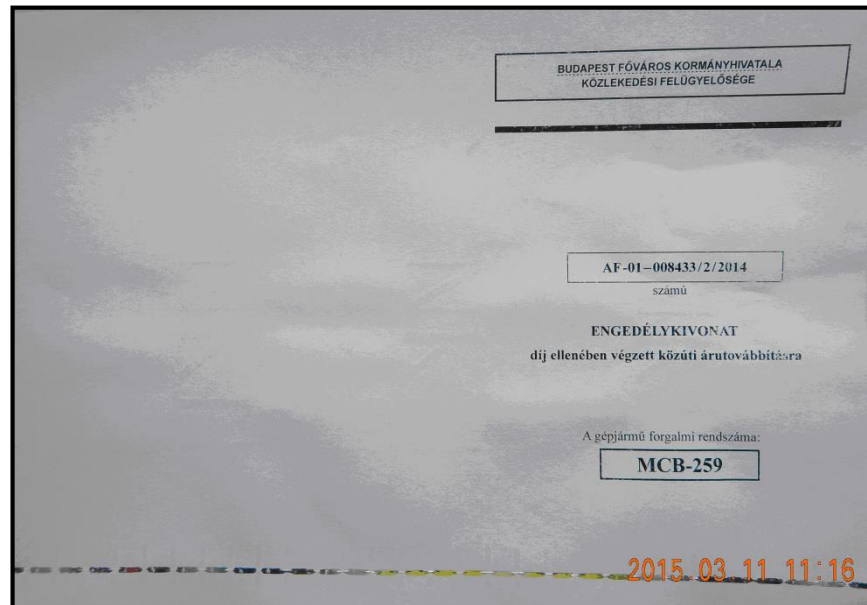 BUDAPEST FŐVÁROS KORMÁNYHIVATALA
KÖZLEKEDÉSI FELÜGYELŐSÉGE
AF-01-008433/2/2014
számú
ENGEDÉLYKIVONAT
díj ellenében végzett közúti árutovábbításra
A gépjármű forgalmi rendszáma:
MCB-259
2015.03.11 11:16